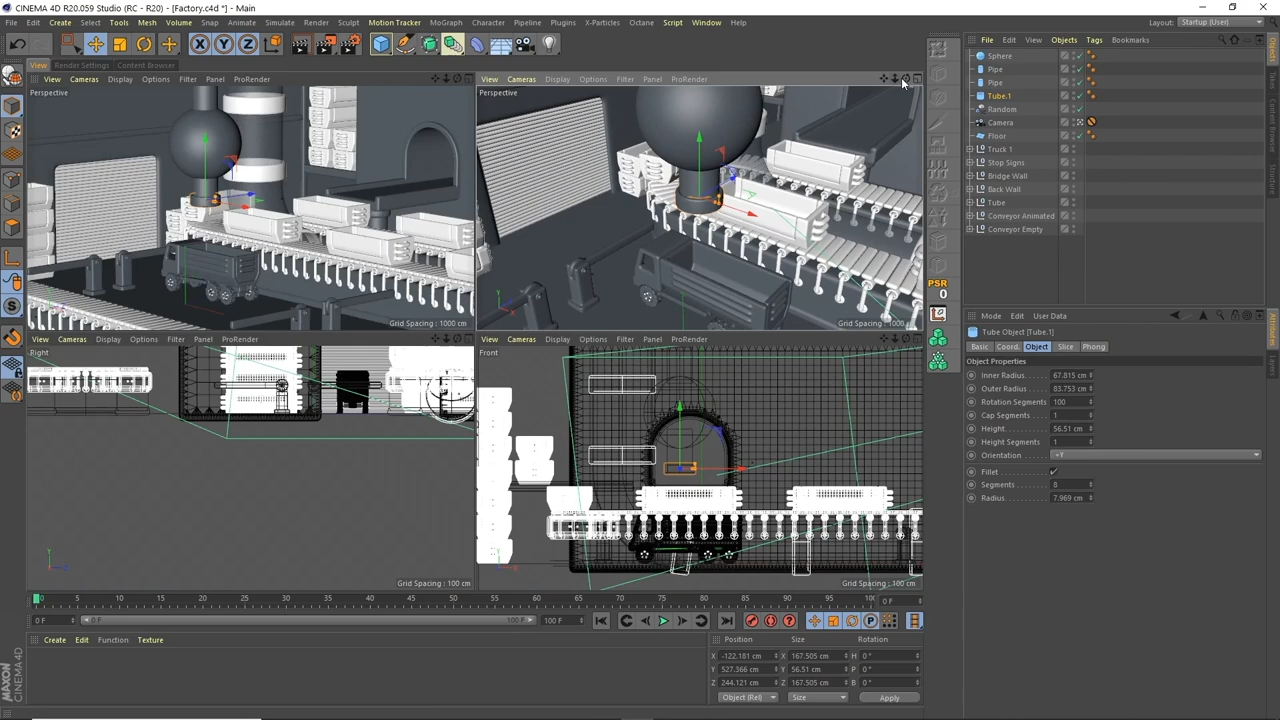 CINEMA 4D R20.059 Studio (RC - R20) - [Factory.c4d *] - Main
File Edit Create Select Tools Mesh Volume Snap Animate Simulate Render Sculpt Motion Tracker MoGraph Character Pipeline Plugins X-Particles Octane Script Window Help
Layout: Startup (User)
View Render Settings Content Browser
View Cameras Display Options Filter Panel ProRender
Perspective
Grid Spacing : 1000 cm
View Cameras Display Options Filter Panel ProRender
Perspective
Grid Spacing : 1000 cm
View Cameras Display Options Filter Panel ProRender
Right
Grid Spacing : 100 cm
View Cameras Display Options Filter Panel ProRender
Front
Grid Spacing : 100 cm
X Y Z
PSR
0
File Edit View Objects Tags Bookmarks
Sphere
Pipe
Pipe
Tube.1
Random
Camera
Floor
Truck 1
Stop Signs
Bridge Wall
Back Wall
Tube
Conveyor Animated
Conveyor Empty
Objects
Takes
Content Browser
Structure
Mode Edit User Data
Tube Object [Tube.1]
Basic Coord. Object Slice Phong
Object Properties
Inner Radius 67.815 cm
Outer Radius 83.753 cm
Rotation Segments 100
Cap Segments 1
Height 56.51 cm
Height Segments 1
Orientation +Y
Fillet
Segments 8
Radius 7.969 cm
Attributes
Layers
0 5 10 15 20 25 30 35 40 45 50 55 60 65 70 75 80 85 90 95 100 0 F
0 F 0 F 100 F 100 F
Create Edit Function Texture
Position Size Rotation
X -122.181 cm X 167.505 cm H 0 °
Y 527.366 cm Y 56.51 cm P 0 °
Z 244.121 cm Z 167.505 cm B 0 °
Object (Rel) Size Apply
MAXON
CINEMA 4D